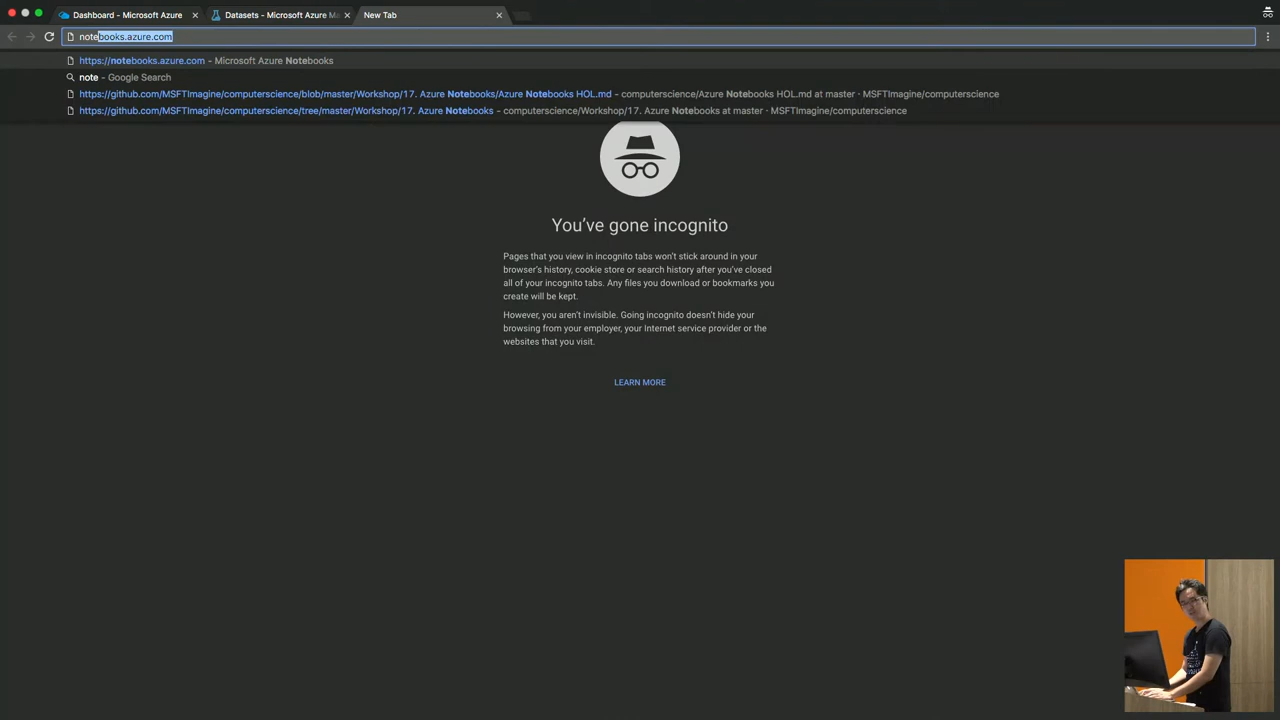 Dashboard - Microsoft Azure
Datasets - Microsoft Azure Ma
New Tab
notebooks.azure.com
https://notebooks.azure.com - Microsoft Azure Notebooks
note - Google Search
https://github.com/MSFTImagine/computerscience/blob/master/Workshop/17. Azure Notebooks/Azure Notebooks HOL.md - computerscience/Azure Notebooks HOL.md at master · MSFTImagine/computerscience
https://github.com/MSFTImagine/computerscience/tree/master/Workshop/17. Azure Notebooks - computerscience/Workshop/17. Azure Notebooks at master · MSFTImagine/computerscience
You've gone incognito
Pages that you view in incognito tabs won't stick around in your
browser's history, cookie store or search history after you've closed
all of your incognito tabs. Any files you download or bookmarks you
create will be kept.
However, you aren't invisible. Going incognito doesn't hide your
browsing from your employer, your Internet service provider or the
websites that you visit.
LEARN MORE